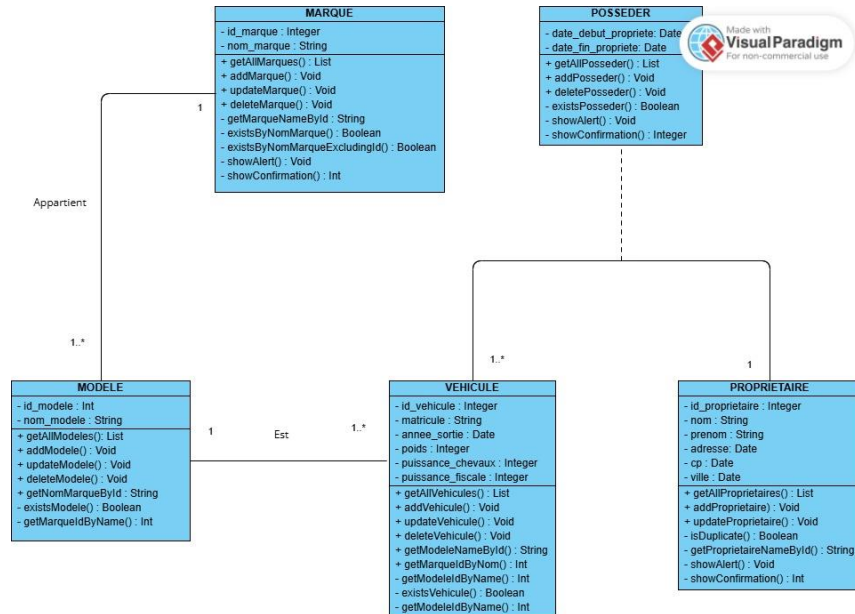 MARQUE
- id_marque : Integer
- nom_marque : String
+ getAllMarques() : List
+ addMarque() : Void
+ updateMarque() : Void
+ deleteMarque() : Void
- getMarqueNameById() : String
- existsByNomMarque() : Boolean
- existsByNomMarqueExcludingId() : Boolean
- showAlert() : Void
- showConfirmation() : Int
POSSEDER
- date_debut_propriete: Date
- date_fin_propriete: Date
+ getAllPosseder() : List
+ addPosseder() : Void
+ deletePosseder() : Void
- existsPosseder() : Boolean
- showAlert() : Void
- showConfirmation() : Integer
Made with
Visual Paradigm
For non-commercial use
1
Appartient
1..*
1..*
1
MODELE
- id_modele : Int
- nom_modele : String
+ getAllModeles(): List
+ addModele() : Void
+ updateModele() : Void
+ deleteModele() : Void
+ getNomMarqueById : String
- existsModele() : Boolean
- getMarqueIdByName() : Int
1
Est
1..*
VEHICULE
- id_vehicule : Integer
- matricule : String
- annee_sortie : Date
- poids : Integer
- puissance_chevaux : Integer
- puissance_fiscale : Integer
+ getAllVehicules() : List
+ addVehicule() : Void
+ updateVehicule() : Void
+ deleteVehicule() : Void
+ getModeleNameById() : String
+ getMarqueIdByNom() : Int
- getModeleIdByName() : Int
- existsVehicule() : Boolean
- getModeleIdByName() : Int
PROPRIETAIRE
- id_proprietaire : Integer
- nom : String
- prenom : String
- adresse: Date
- cp : Date
- ville : Date
+ getAllProprietaires() : List
+ addProprietaire) : Void
+ updateProprietaire() : Void
- isDuplicate() : Boolean
- getProprietaireNameById() : String
- showAlert() : Void
- showConfirmation() : Int